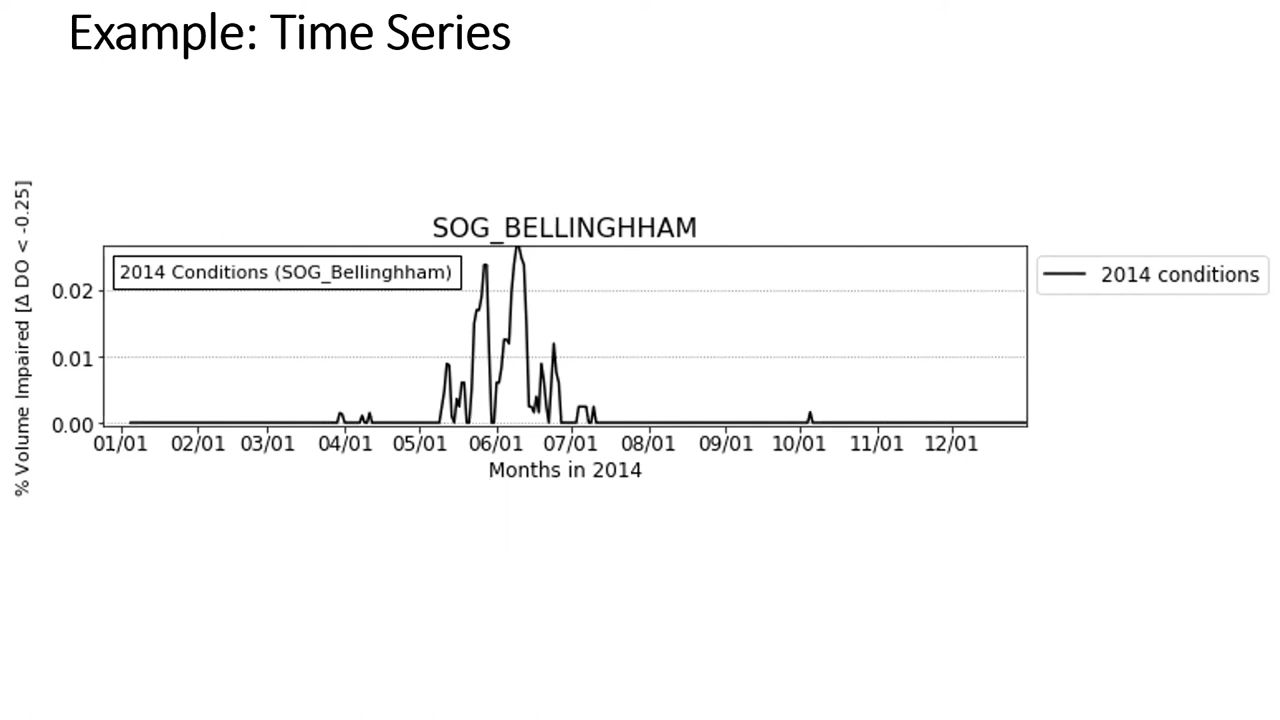 Example: Time Series
SOG_BELLINGHHAM
% Volume Impaired [Δ DO < -0.25]
2014 Conditions (SOG_Bellinghham)
2014 conditions
0.02
0.01
0.00
01/01 02/01 03/01 04/01 05/01 06/01 07/01 08/01 09/01 10/01 11/01 12/01
Months in 2014